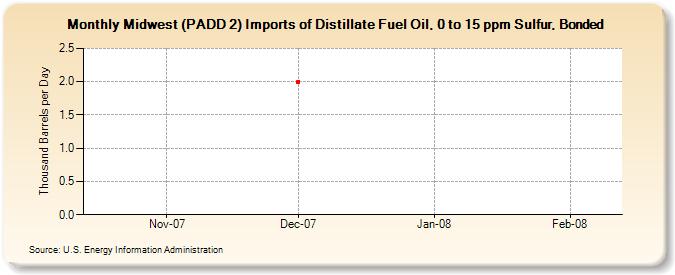 Monthly Midwest (PADD 2) Imports of Distillate Fuel Oil, 0 to 15 ppm Sulfur, Bonded
Thousand Barrels per Day
2.5
2.0
1.5
1.0
0.5
0.0
Nov-07 Dec-07 Jan-08 Feb-08
Source: U.S. Energy Information Administration